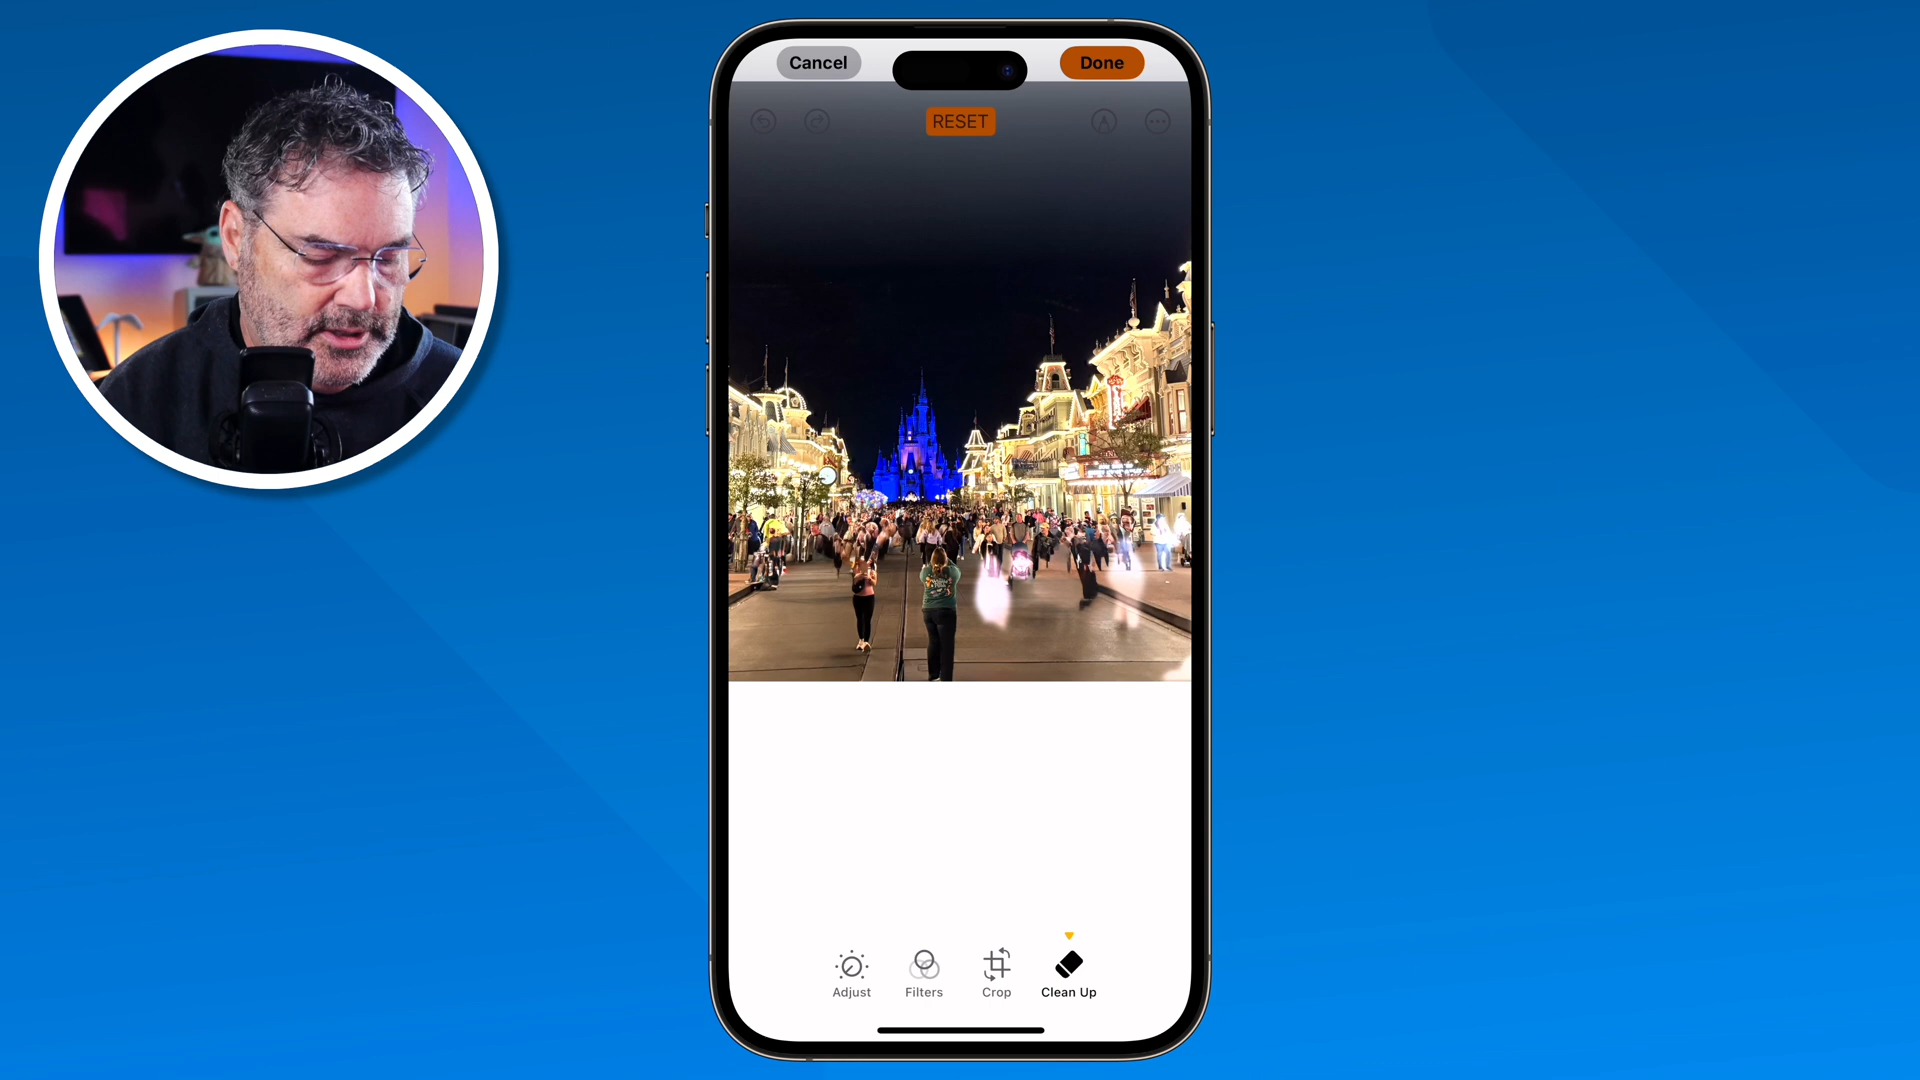 Cancel
Done
RESET
Adjust
Filters
Crop
Clean Up